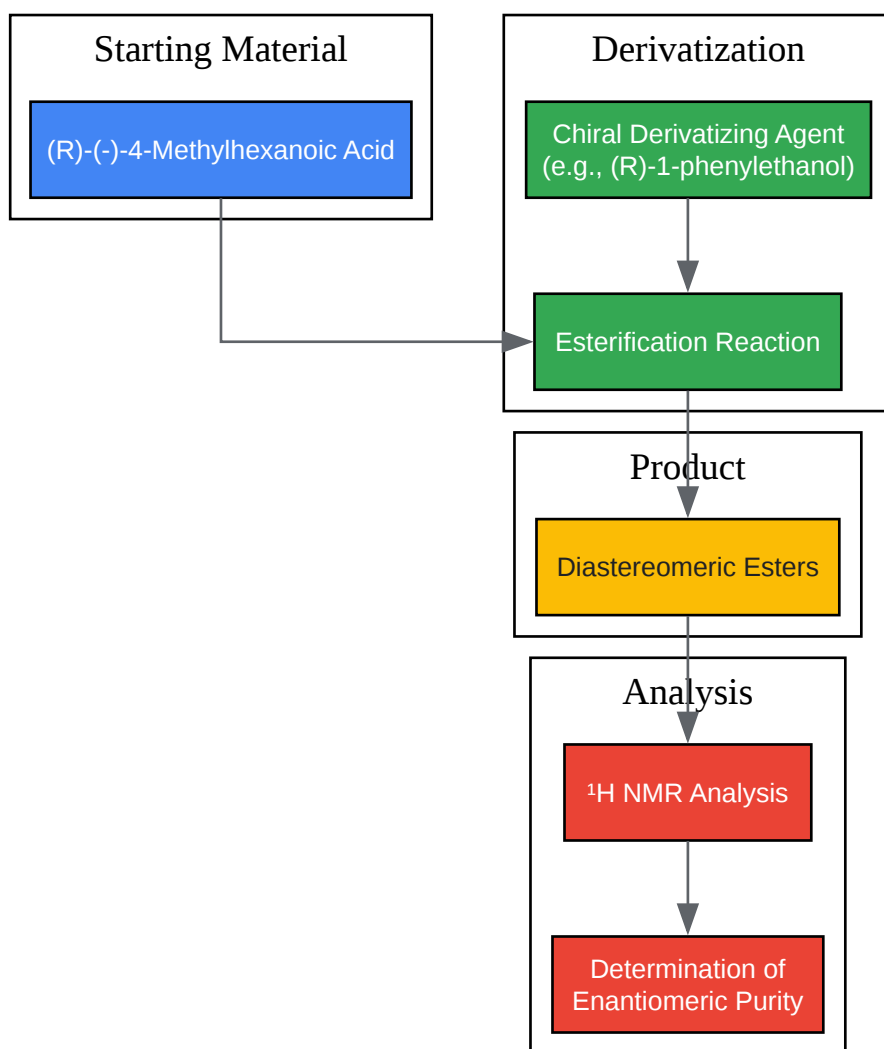 Starting Material
(R)-(-)-4-Methylhexanoic Acid
Derivatization
Chiral Derivatizing Agent
(e.g., (R)-1-phenylethanol)
Esterification Reaction
Product
Diastereomeric Esters
Analysis
¹H NMR Analysis
Determination of
Enantiomeric Purity